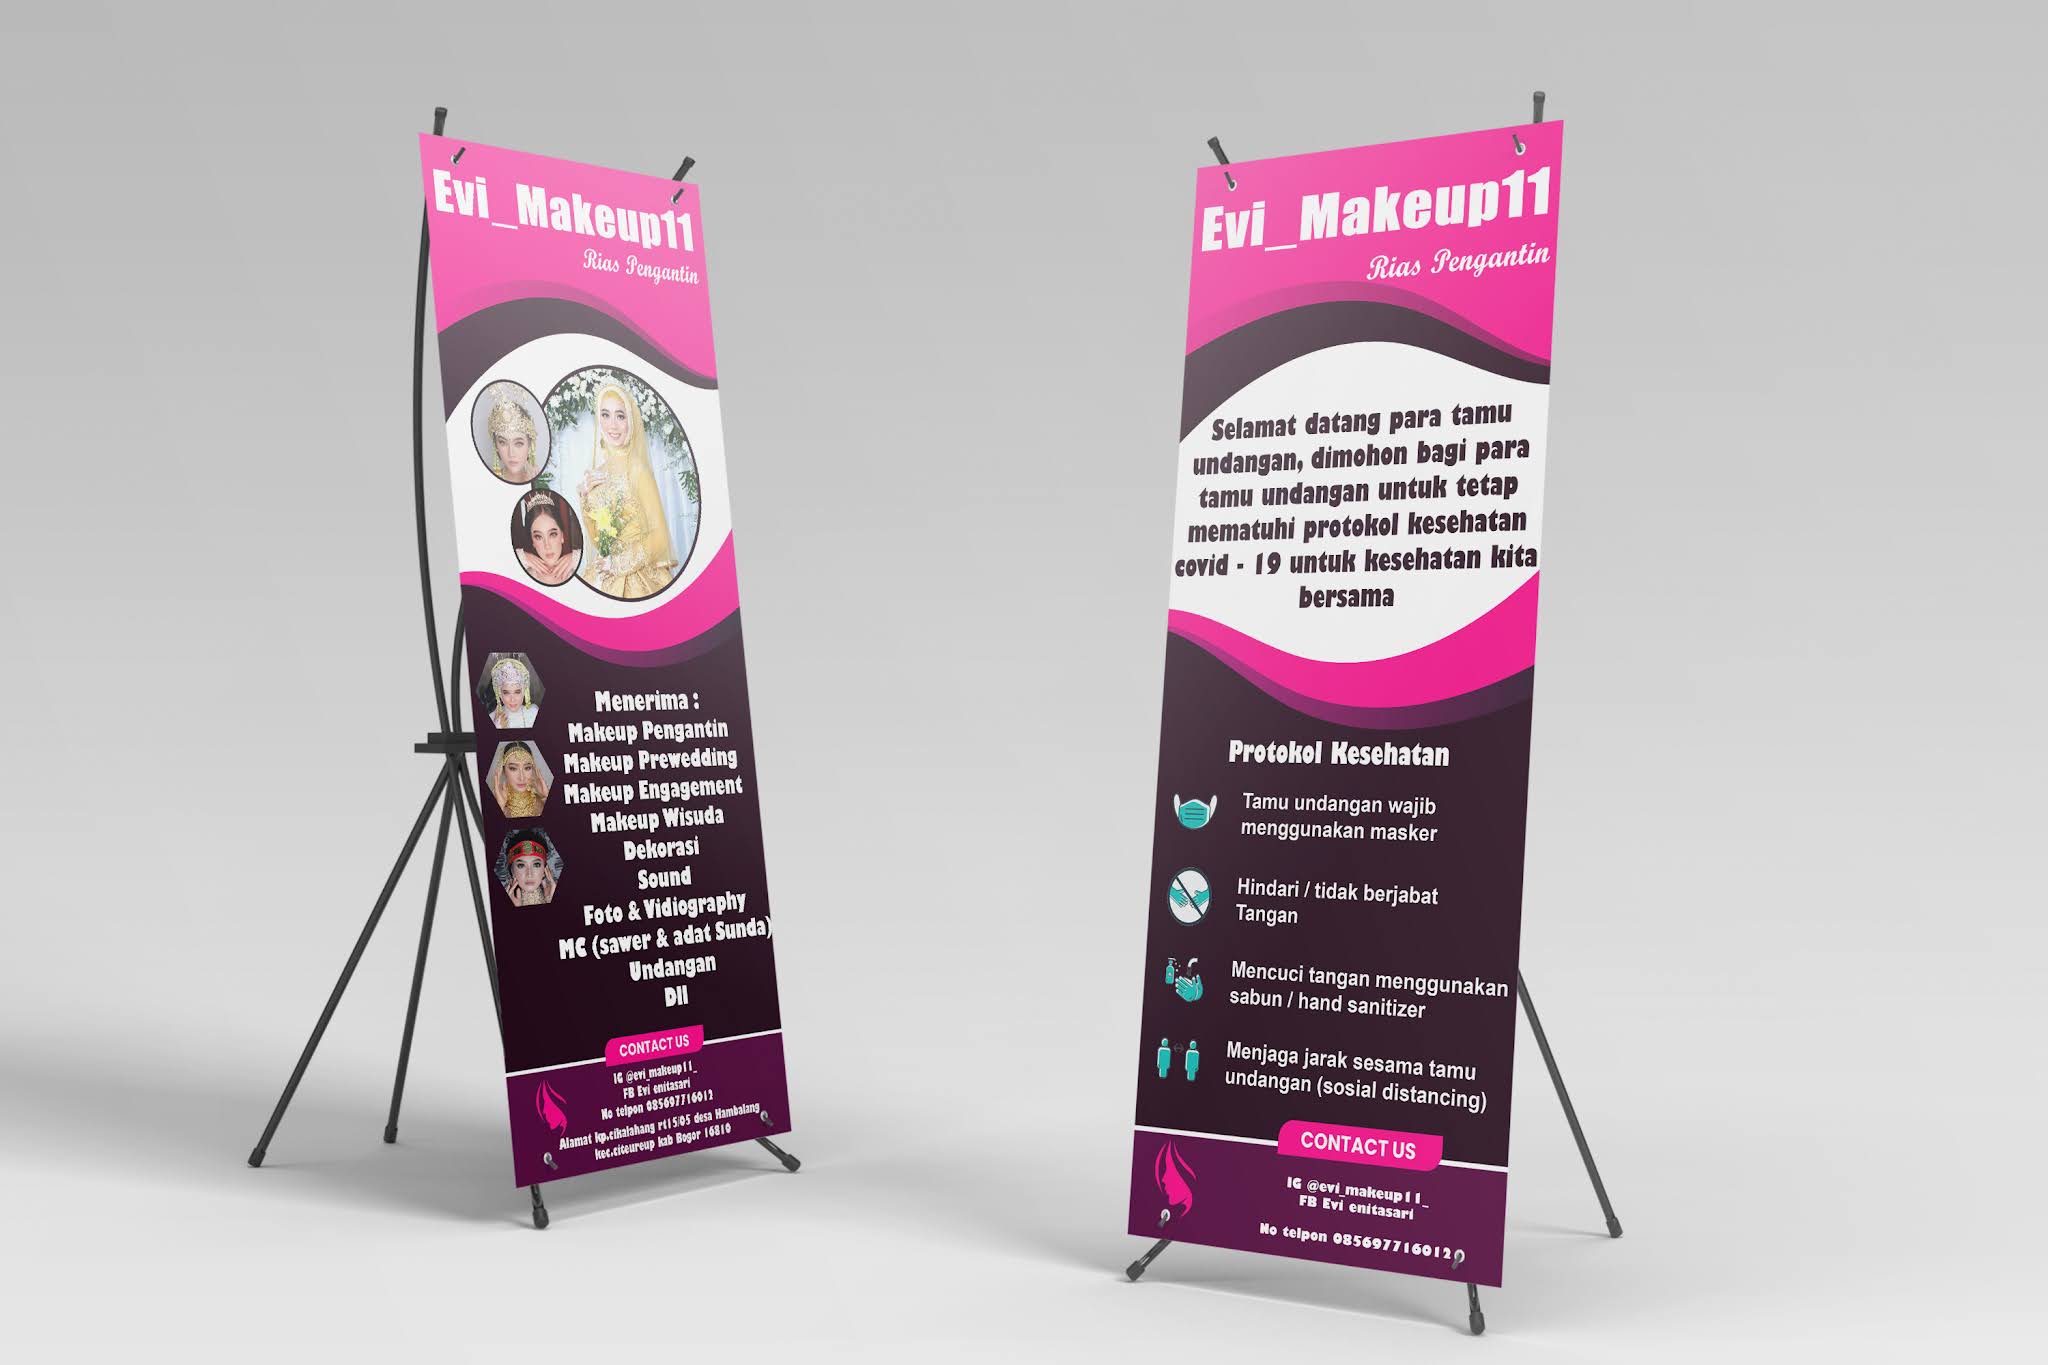 Evi_Makeup11
Rias Pengantin
Menerima :
Makeup Pengantin
Makeup Prewedding
Makeup Engagement
Makeup Wisuda
Dekorasi
Sound
Foto & Vidiography
MC (sawer & adat Sunda)
Undangan
Dll
CONTACT US
IG @evi_makeup11_
FB Evi enitasari
No telpon 085697716012
Alamat kp.cikalahang rt15/05 desa Hambalang
kec.citeureup kab Bogor 16810
Evi_Makeup11
Rias Pengantin
Selamat datang para tamu
undangan, dimohon bagi para
tamu undangan untuk tetap
mematuhi protokol kesehatan
covid - 19 untuk kesehatan kita
bersama
Protokol Kesehatan
Tamu undangan wajib
menggunakan masker
Hindari / tidak berjabat
Tangan
Mencuci tangan menggunakan
sabun / hand sanitizer
Menjaga jarak sesama tamu
undangan (sosial distancing)
CONTACT US
IG @evi_makeup11_
FB Evi enitasari
No telpon 085697716012